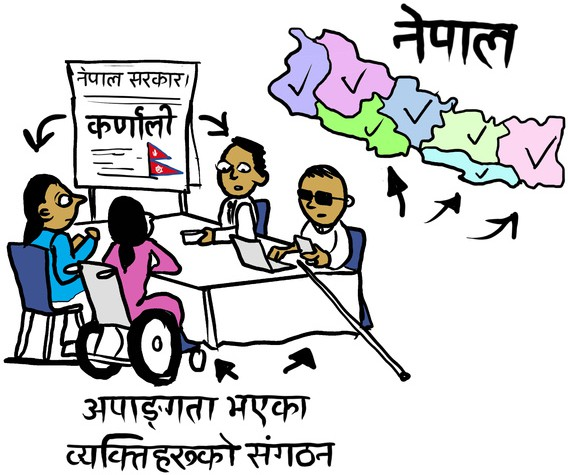 नेपाल
नेपाल सरकार।
कर्णाली
अपाङ्गता भएका
व्यक्तिहरूको संगठन